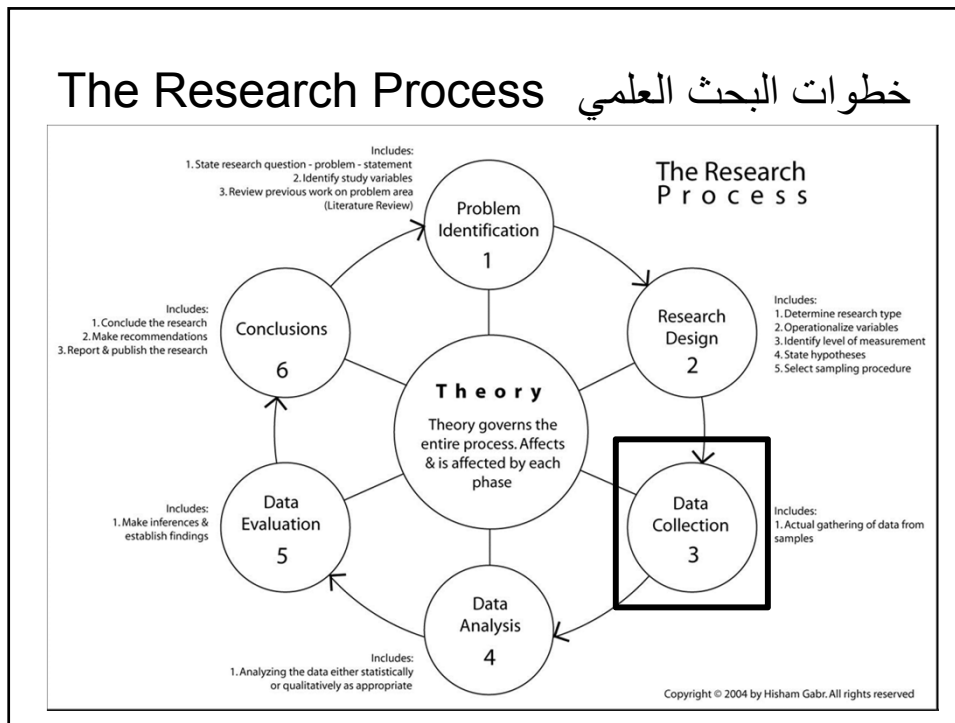 The Research Process خطوات البحث العلمي
The Research
Process
Includes:
1. State research question - problem - statement
2. Identify study variables
3. Review previous work on problem area
(Literature Review)
Problem
Identification
1
Includes:
1. Determine research type
2. Operationalize variables
3. Identify level of measurement
4. State hypotheses
5. Select sampling procedure
Research
Design
2
Includes:
1. Conclude the research
2. Make recommendations
3. Report & publish the research
Conclusions
6
Theory
Theory governs the
entire process. Affects
& is affected by each
phase
Data
Collection
3
Includes:
1. Actual gathering of data from
samples
Includes:
1. Make inferences &
establish findings
Data
Evaluation
5
Data
Analysis
4
Includes:
1. Analyzing the data either statistically
or qualitatively as appropriate
Copyright © 2004 by Hisham Gabr. All rights reserved